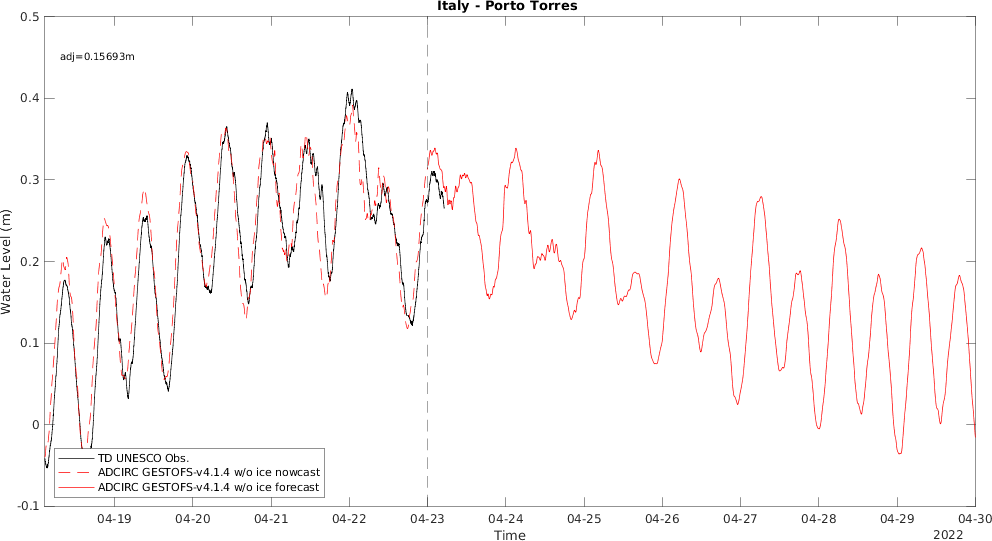 Italy - Porto Torres
0.5
adj=0.15693m
0.4
0.3
0.2
0.1
0
-0.1
Water Level (m)
TD UNESCO Obs.
ADCIRC GESTOFS-v4.1.4 w/o ice nowcast
ADCIRC GESTOFS-v4.1.4 w/o ice forecast
04-19 04-20 04-21 04-22 04-23 04-24 04-25 04-26 04-27 04-28 04-29 04-30
Time
2022